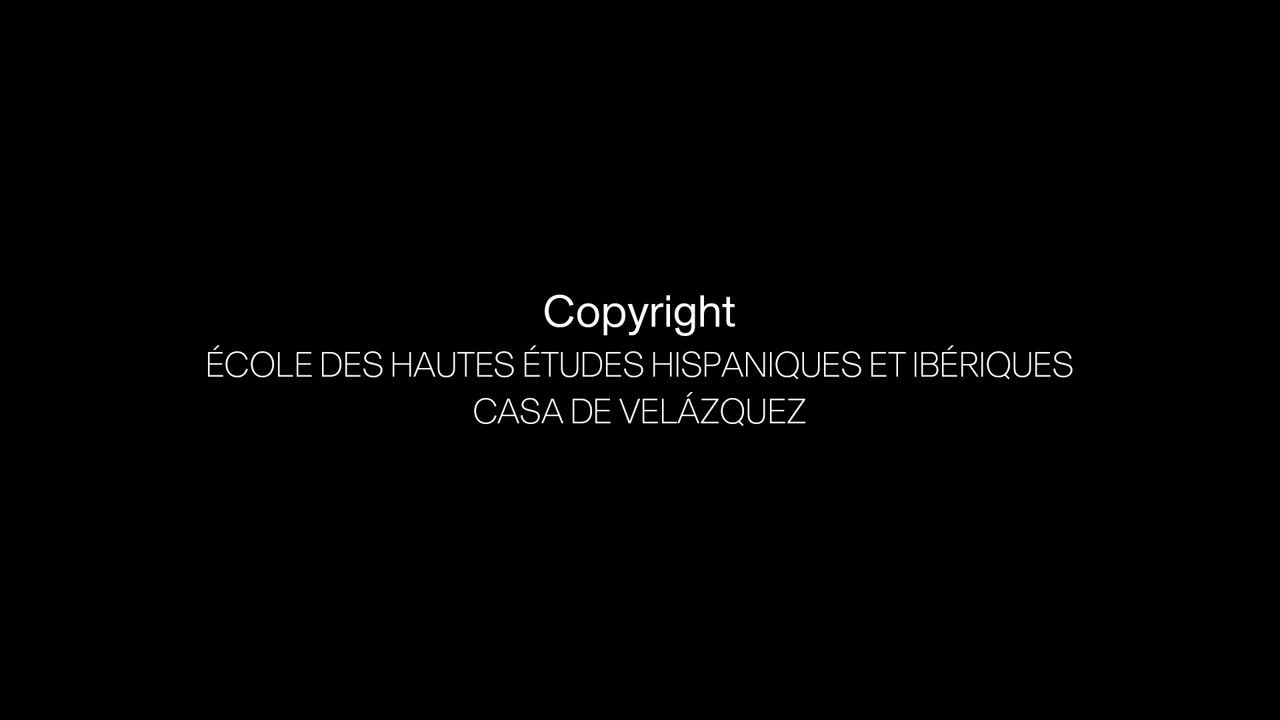 Copyright
ÉCOLE DES HAUTES ÉTUDES HISPANIQUES ET IBÉRIQUES
CASA DE VELÁZQUEZ